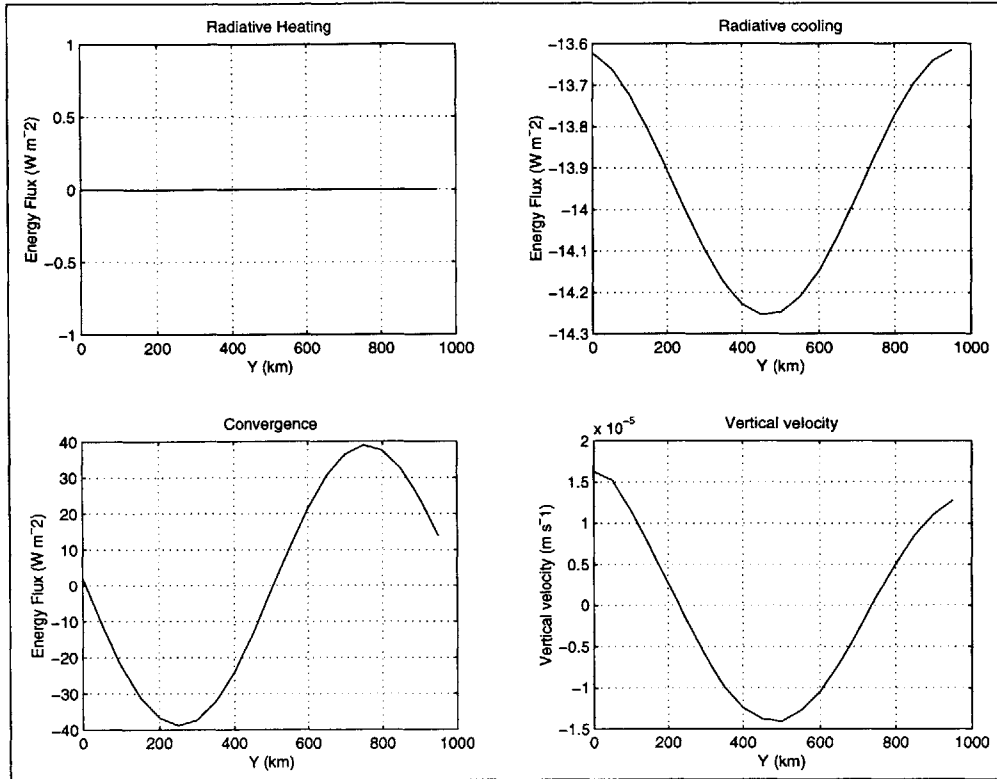 Radiative Heating
1
0.5
0
−0.5
−1
0 200 400 600 800 1000
Y (km)
Energy Flux (W m^−2)
Radiative cooling
−13.6
−13.7
−13.8
−13.9
−14
−14.1
−14.2
−14.3
0 200 400 600 800 1000
Y (km)
Energy Flux (W m^−2)
Convergence
40
30
20
10
0
−10
−20
−30
−40
0 200 400 600 800 1000
Y (km)
Energy Flux (W m^−2)
Vertical velocity
x 10^−5
2
1.5
1
0.5
0
−0.5
−1
−1.5
0 200 400 600 800 1000
Y (km)
Vertical velocity (m s^−1)